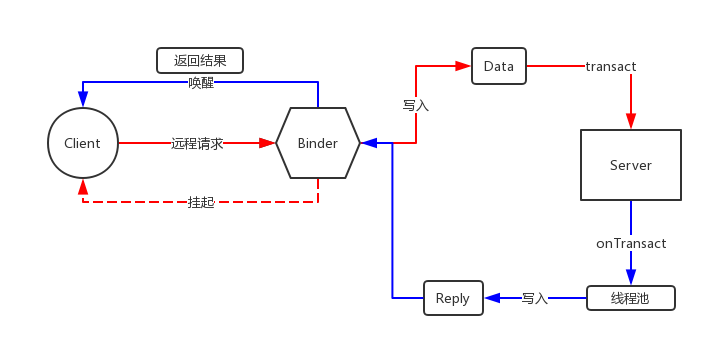 返回结果
唤醒
Data
transact
写入
Client
远程请求
Binder
Server
挂起
onTransact
Reply
写入
线程池